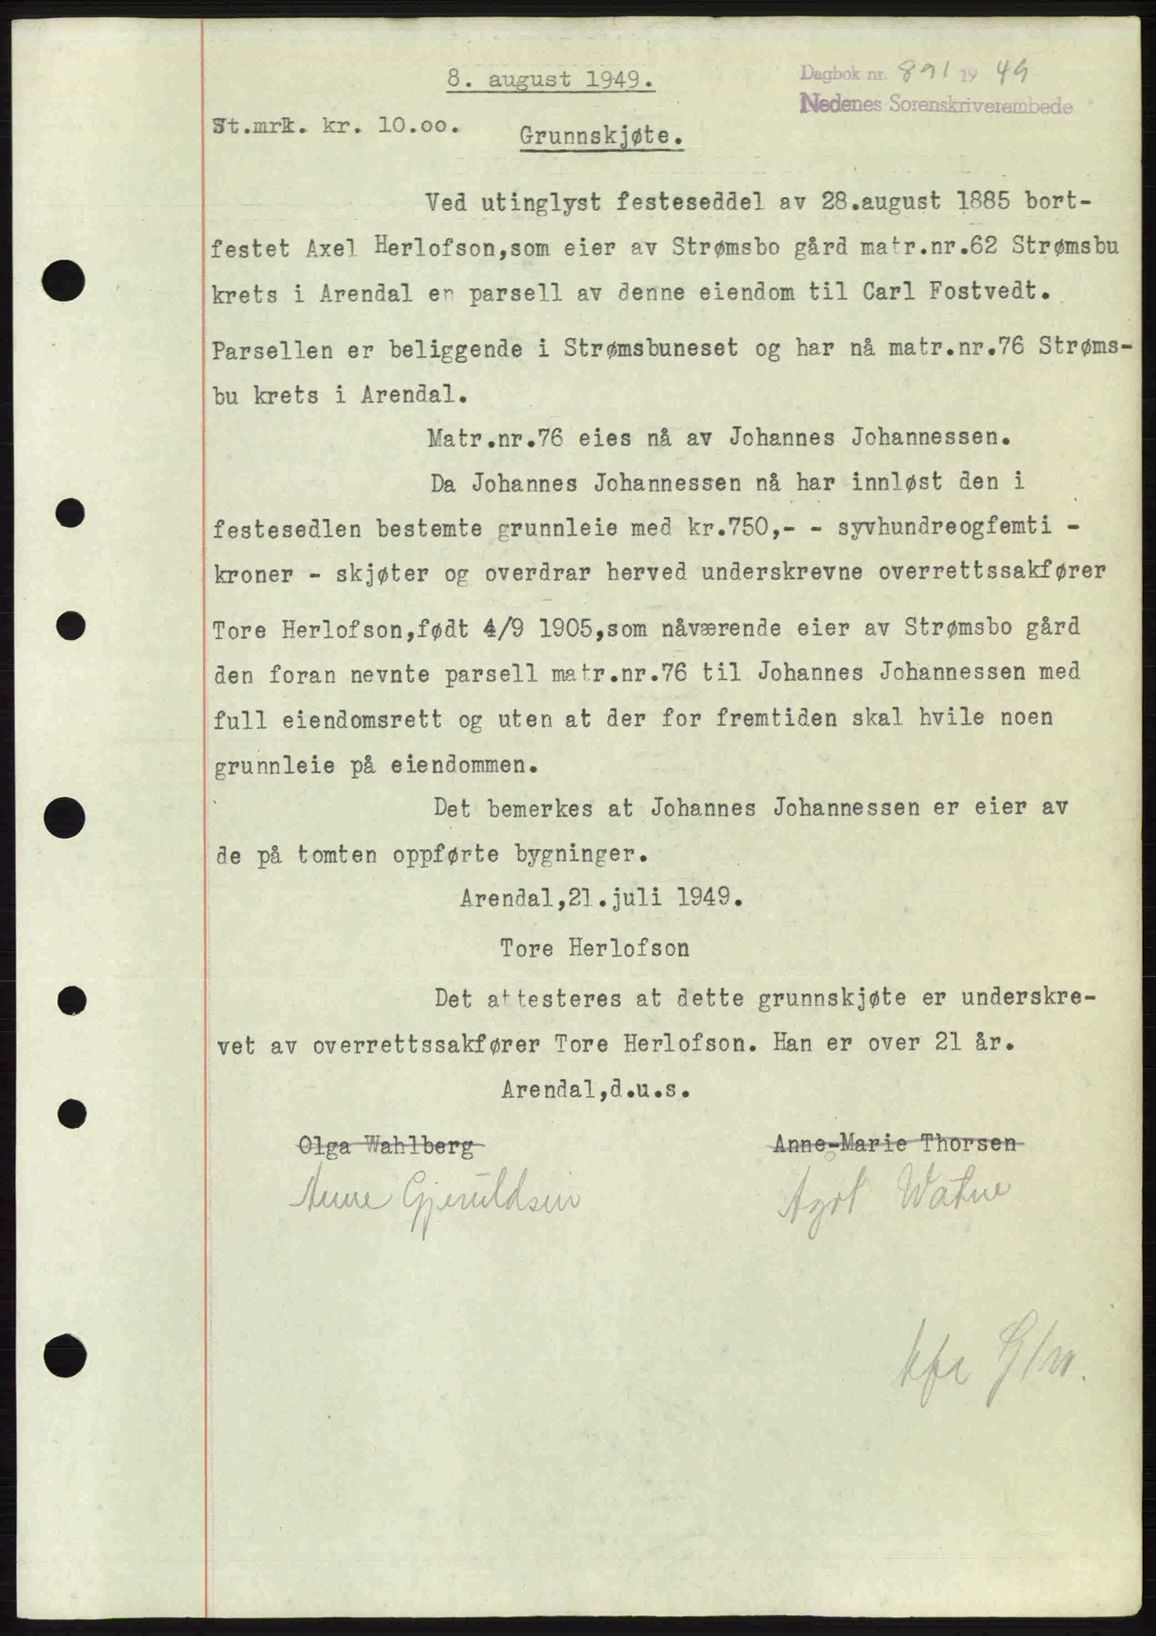 8. august 1949.
Dagbok nr. 891 19 49
Nedenes Sorenskriverembede
St.mrk. kr. 10.oo.
Grunnskjøte.
Ved utinglyst festeseddel av 28.august 1885 bort-
festet Axel Herlofson,som eier av Strømsbo gård matr.nr.62 Strømsbu
krets i Arendal en parsell av denne eiendom til Carl Fostvedt.
Parsellen er beliggende i Strømsbuneset og har nå matr.nr.76 Strøms-
bu krets i Arendal.
Matr.nr.76 eies nå av Johannes Johannessen.
Da Johannes Johannessen nå har innløst den i
festesedlen bestemte grunnleie med kr.750,- - syvhundreogfemti -
kroner - skjøter og overdrar herved underskrevne overrettssakfører
Tore Herlofson,født 4/9 1905,som nåværende eier av Strømsbo gård
den foran nevnte parsell matr.nr.76 til Johannes Johannessen med
full eiendomsrett og uten at der for fremtiden skal hvile noen
grunnleie på eiendommen.
Det bemerkes at Johannes Johannessen er eier av
de på tomten oppførte bygninger.
Arendal,21.juli 1949.
Tore Herlofson
Det attesteres at dette grunnskjøte er underskre-
vet av overrettssakfører Tore Herlofson. Han er over 21 år.
Arendal,d.u.s.
Olga Wahlberg
Anne-Marie Thorsen
Anne Gjeruldsen
Watne